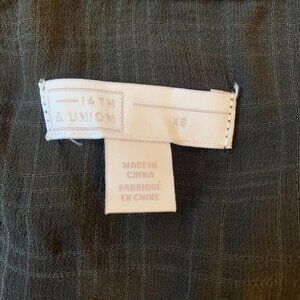 14TH
& UNION
XS
MADE IN
CHINA
FABRIQUÉ
EN CHINE